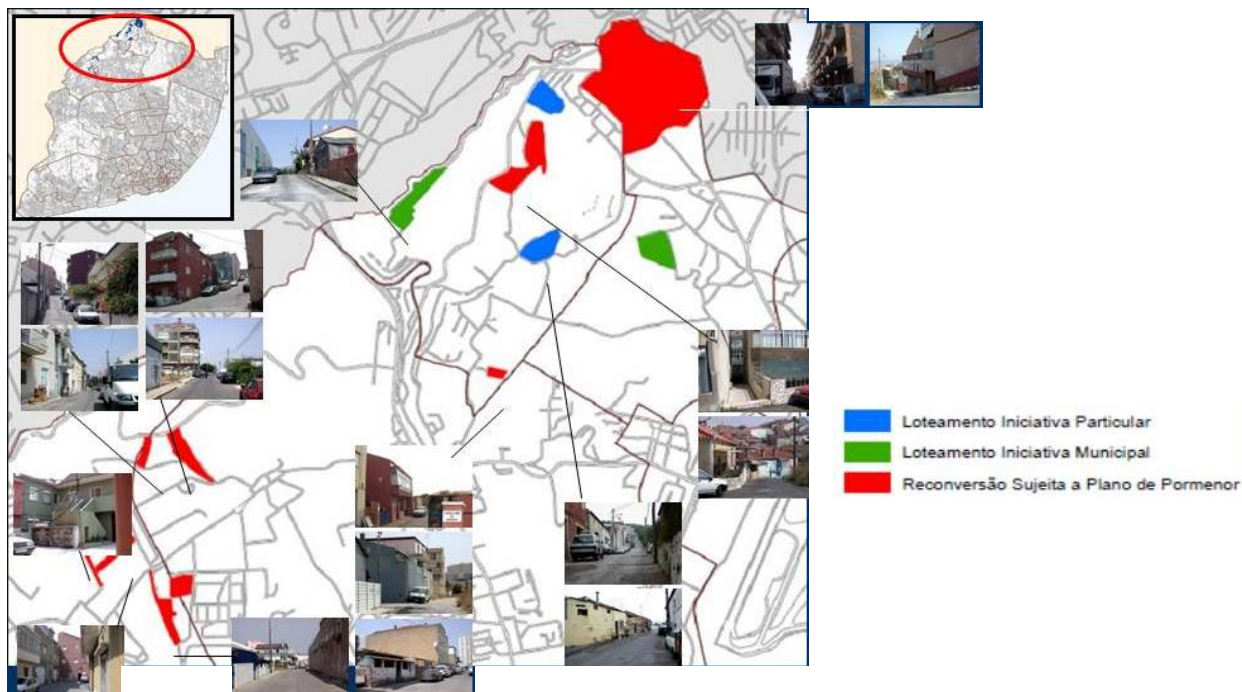 Loteamento Iniciativa Particular
Loteamento Iniciativa Municipal
Reconversão Sujeita a Plano de Pormenor